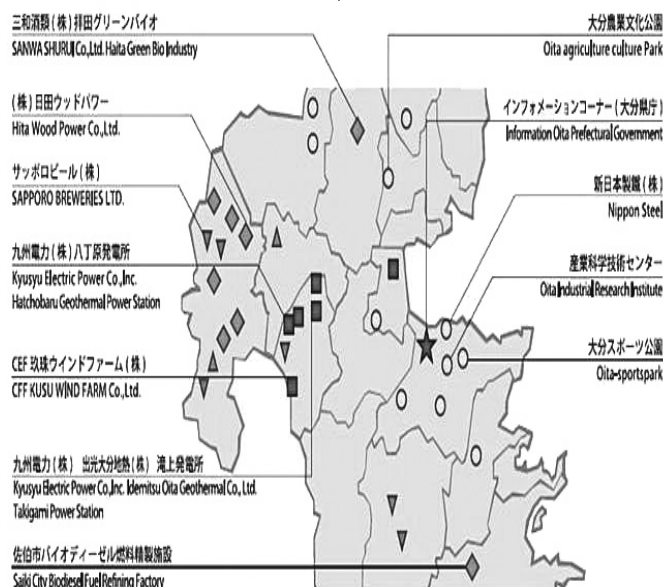 三和酒類(株)拝田グリーンバイオ
SANWA SHURUI Co,Ltd. Haita Green Bio Industry
(株)日田ウッドパワー
Hita Wood Power Co,Ltd.
サッポロビール(株)
SAPPORO BREWERIES LTD.
九州電力(株)八丁原発電所
Kyusyu Electric Power Co,.Inc.
Hatchobaru Geothermal Power Station
CEF 玖珠ウインドファーム(株)
CFF KUSU WIND FARM Co,Ltd.
九州電力(株) 出光大分地熱(株) 滝上発電所
Kyusyu Electric Power Co,.Inc. Idemitsu Oita Geothermal Co,. Ltd.
Takigami Power Station
佐伯市バイオディーゼル燃料精製施設
Saiki City Biodiesel Fuel Refining Factory
大分農業文化公園
Oita agriculture culture Park
インフォメーションコーナー(大分県庁)
Information Oita Prefectural Government
新日本製鐵(株)
Nippon Steel
産業科学技術センター
Oita Industrial Research Institute
大分スポーツ公園
Oita-sportspark